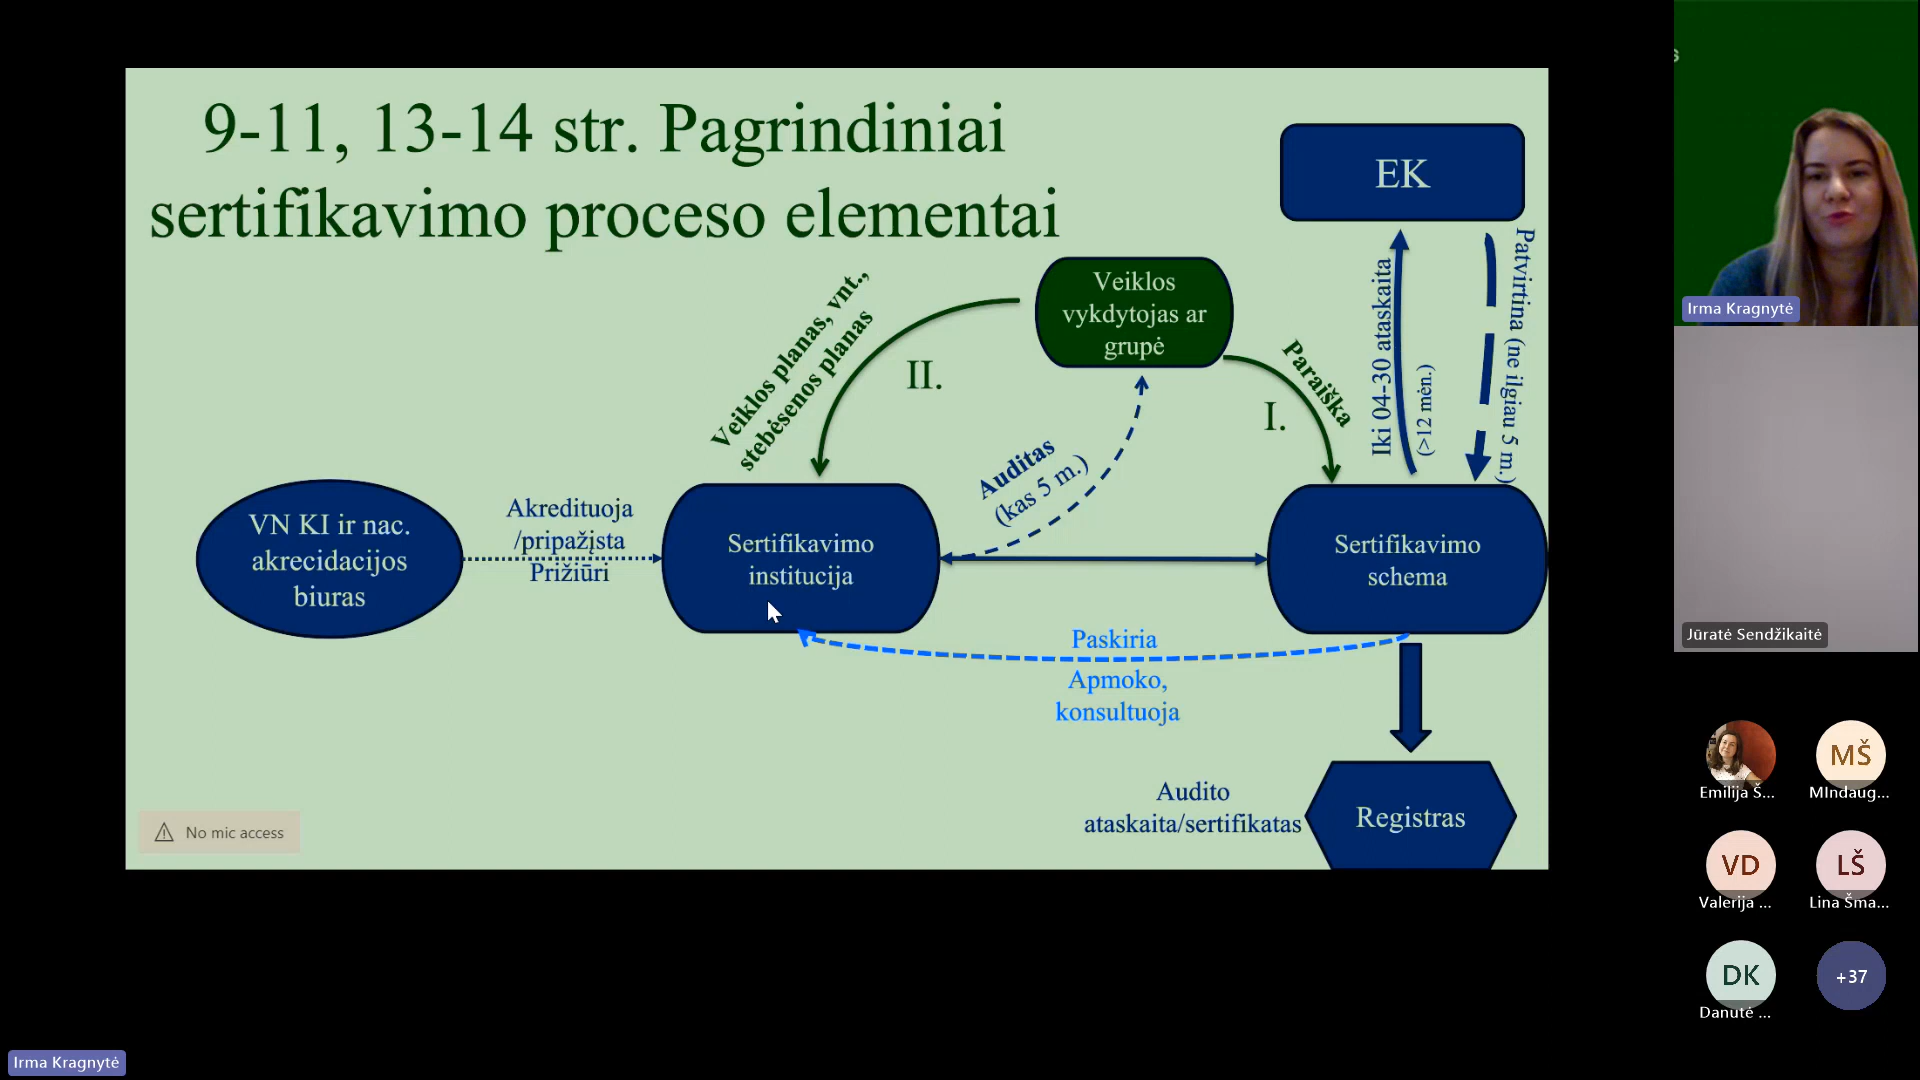 9-11, 13-14 str. Pagrindiniai
sertifikavimo proceso elementai
EK
Veiklos
vykdytojas ar
grupė
Veiklos planas, vnt.,
stebėsenos planas
II.
Paraiška
I.
Iki 04-30 ataskaita
(>12 mėn.)
Patvirtina (ne ilgiau 5 m.)
Auditas
(kas 5 m.)
VN KI ir nac.
akrecidacijos
biuras
Akredituoja
/pripažįsta
Prižiūri
Sertifikavimo
institucija
Sertifikavimo
schema
Paskiria
Apmoko,
konsultuoja
Audito
ataskaita/sertifikatas
Registras
No mic access
s
Irma Kragnytė
Jūratė Sendžikaitė
Emilija Š...
MŠ
MIndaug...
VD
Valerija ...
LŠ
Lina Šma...
DK
Danutė ...
+37
Irma Kragnytė